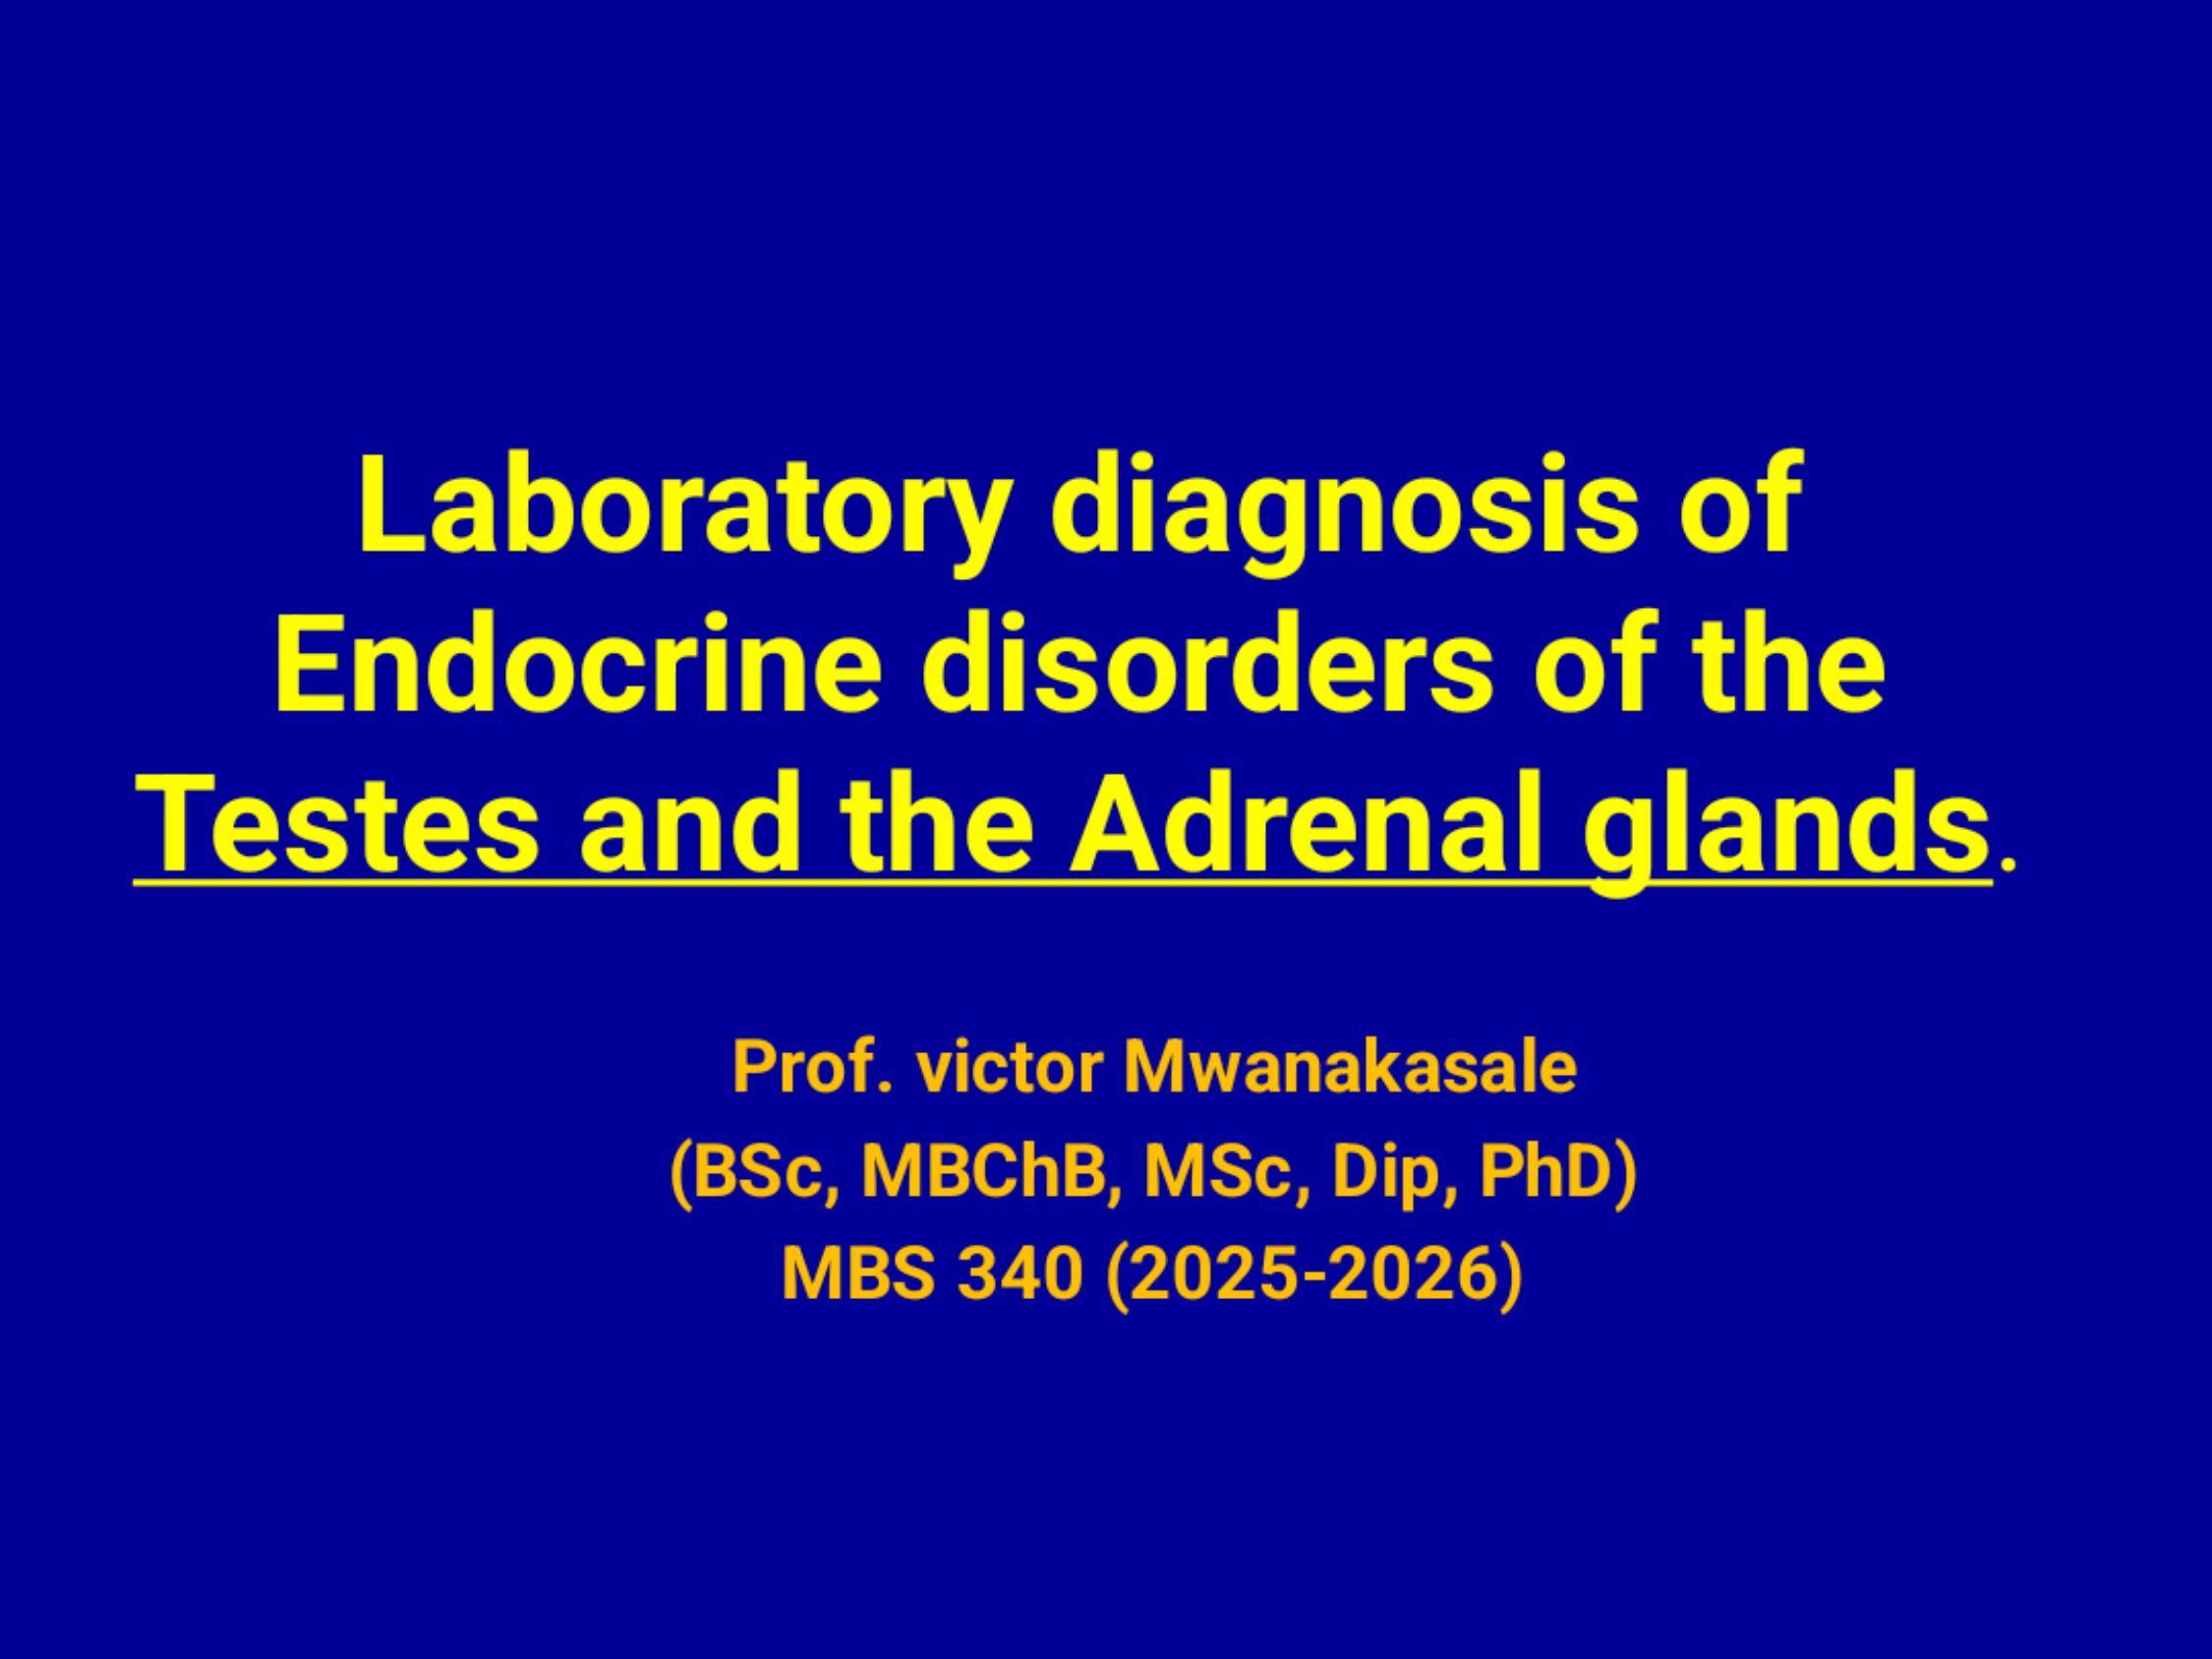 Laboratory diagnosis of
Endocrine disorders of the
Testes and the Adrenal glands.
Prof. victor Mwanakasale
(BSc, MBChB, MSc, Dip, PhD)
MBS 340 (2025-2026)